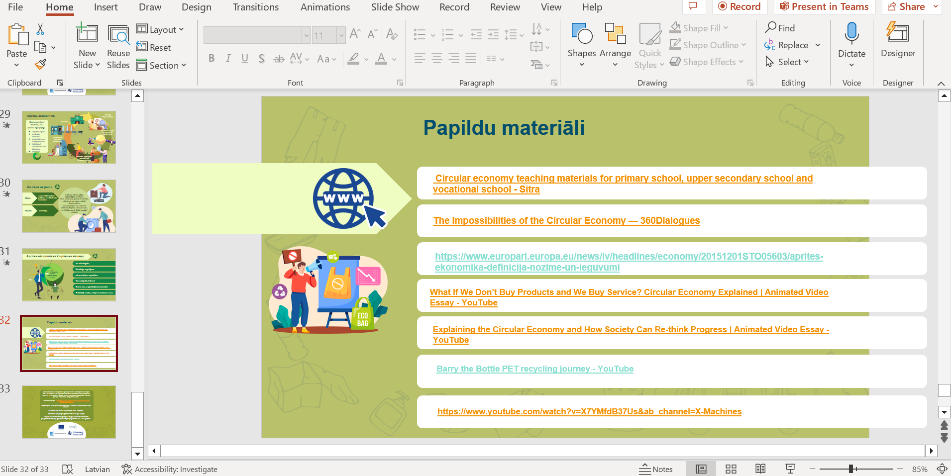 File Home Insert Draw Design Transitions Animations Slide Show Record Review View Help
Record
Present in Teams
Share
Paste
New
Slide
Reuse
Slides
Layout
Reset
Section
11
B I U S ab AV Aa
A
Shapes
Arrange
Quick
Styles
Shape Fill
Shape Outline
Shape Effects
Find
Replace
Select
Dictate
Designer
Clipboard
Slides
Font
Paragraph
Drawing
Editing
Voice
Designer
29
30
31
32
33
Papildu materiāli
WWW
ECO
BAG
Circular economy teaching materials for primary school, upper secondary school and
vocational school - Sitra
The Impossibilities of the Circular Economy — 360Dialogues
https://www.europarl.europa.eu/news/lv/headlines/economy/20151201STO05603/aprites-
ekonomika-definicija-nozime-un-ieguvumi
What If We Don't Buy Products and We Buy Service? Circular Economy Explained | Animated Video
Essay - YouTube
Explaining the Circular Economy and How Society Can Re-think Progress | Animated Video Essay -
YouTube
Barry the Bottle PET recycling journey - YouTube
https://www.youtube.com/watch?v=X7YMfdB37Us&ab_channel=X-Machines
Slide 32 of 33
Latvian
Accessibility: Investigate
Notes
85%